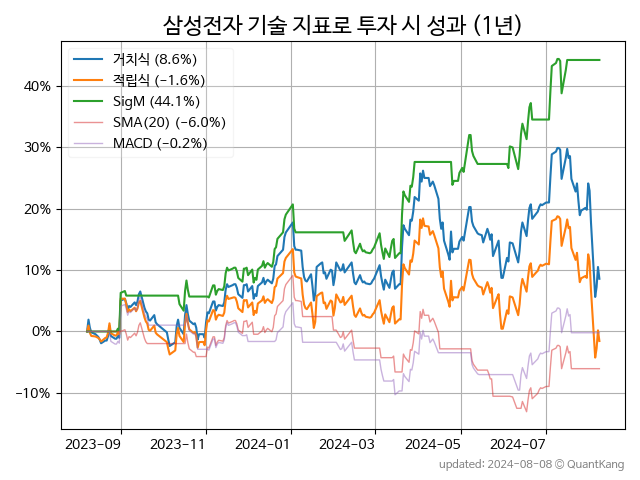 삼성전자 기술 지표로 투자 시 성과 (1년)
거치식 (8.6%)
적립식 (−1.6%)
SigM (44.1%)
SMA(20) (−6.0%)
MACD (−0.2%)
40%
30%
20%
10%
0%
−10%
2023-09 2023-11 2024-01 2024-03 2024-05 2024-07
updated: 2024-08-08 © QuantKang